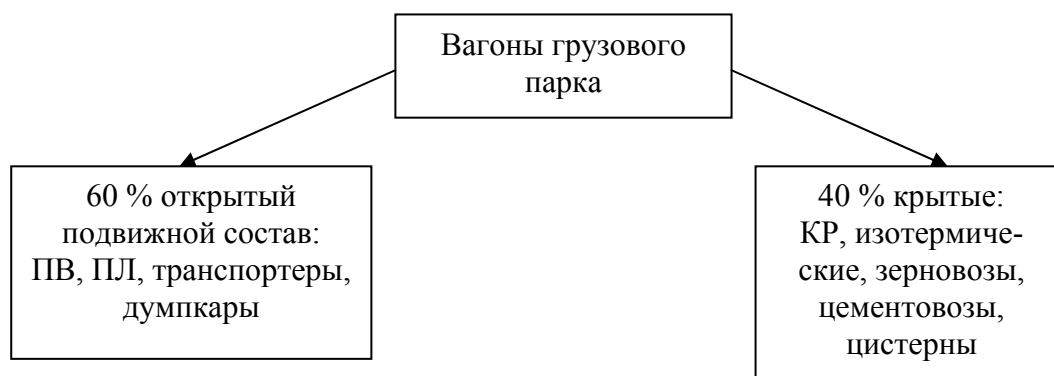 Вагоны грузового
парка
60 % открытый
подвижной состав:
ПВ, ПЛ, транспортеры,
думпкары
40 % крытые:
КР, изотермиче-
ские, зерновозы,
цементовозы,
цистерны